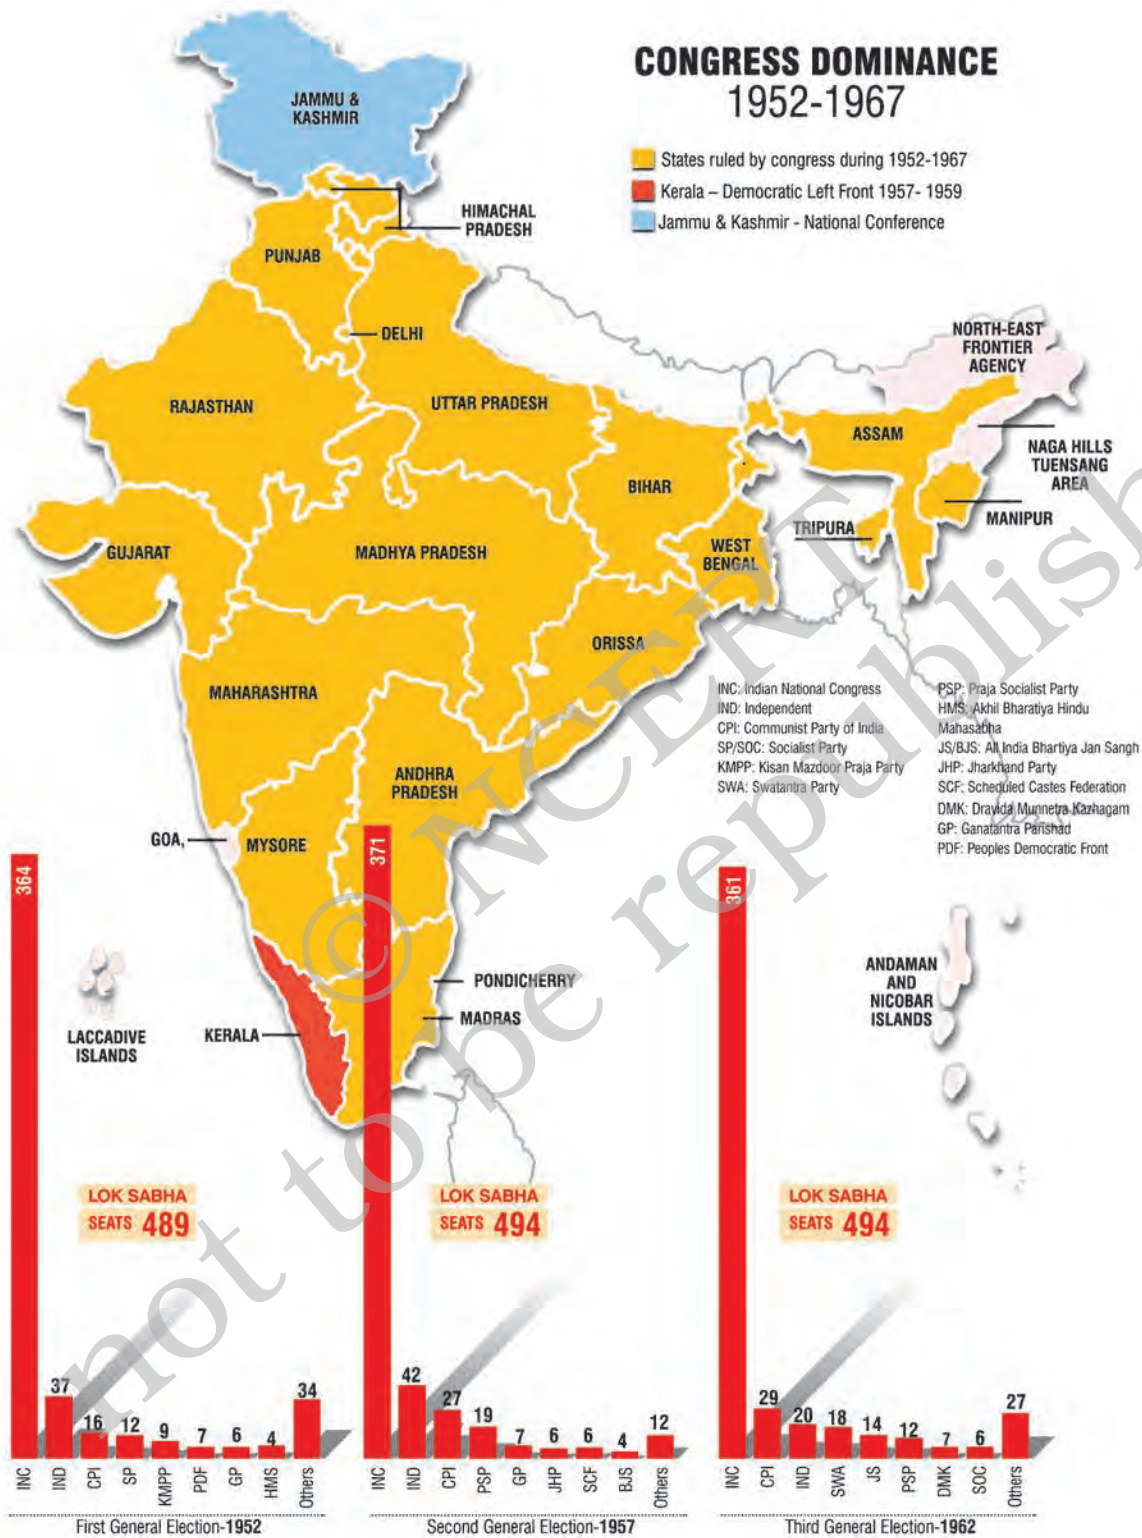 CONGRESS DOMINANCE
1952-1967
States ruled by congress during 1952-1967
Kerala – Democratic Left Front 1957- 1959
Jammu & Kashmir - National Conference
JAMMU &
KASHMIR
HIMACHAL
PRADESH
PUNJAB
DELHI
RAJASTHAN
UTTAR PRADESH
NORTH-EAST
FRONTIER
AGENCY
ASSAM
NAGA HILLS
TUENSANG
AREA
BIHAR
MANIPUR
TRIPURA
GUJARAT
MADHYA PRADESH
WEST
BENGAL
ORISSA
MAHARASHTRA
ANDHRA
PRADESH
GOA,
MYSORE
PONDICHERRY
MADRAS
KERALA
LACCADIVE
ISLANDS
ANDAMAN
AND
NICOBAR
ISLANDS
INC: Indian National Congress
IND: Independent
CPI: Communist Party of India
SP/SOC: Socialist Party
KMPP: Kisan Mazdoor Praja Party
SWA: Swatantra Party
PSP: Praja Socialist Party
HMS: Akhil Bharatiya Hindu
Mahasabha
JS/BJS: All India Bhartiya Jan Sangh
JHP: Jharkhand Party
SCF: Scheduled Castes Federation
DMK: Dravida Munnetra Kazhagam
GP: Ganatantra Parishad
PDF: Peoples Democratic Front
© NCERT
not to be republish
LOK SABHA
SEATS 489
364
37
16
12
9
7
6
4
34
INC
IND
CPI
SP
KMPP
PDF
GP
HMS
Others
First General Election-1952
LOK SABHA
SEATS 494
371
42
27
19
7
6
6
4
12
INC
IND
CPI
PSP
GP
JHP
SCF
BJS
Others
Second General Election-1957
LOK SABHA
SEATS 494
361
29
20
18
14
12
7
6
27
INC
CPI
IND
SWA
JS
PSP
DMK
SOC
Others
Third General Election-1962